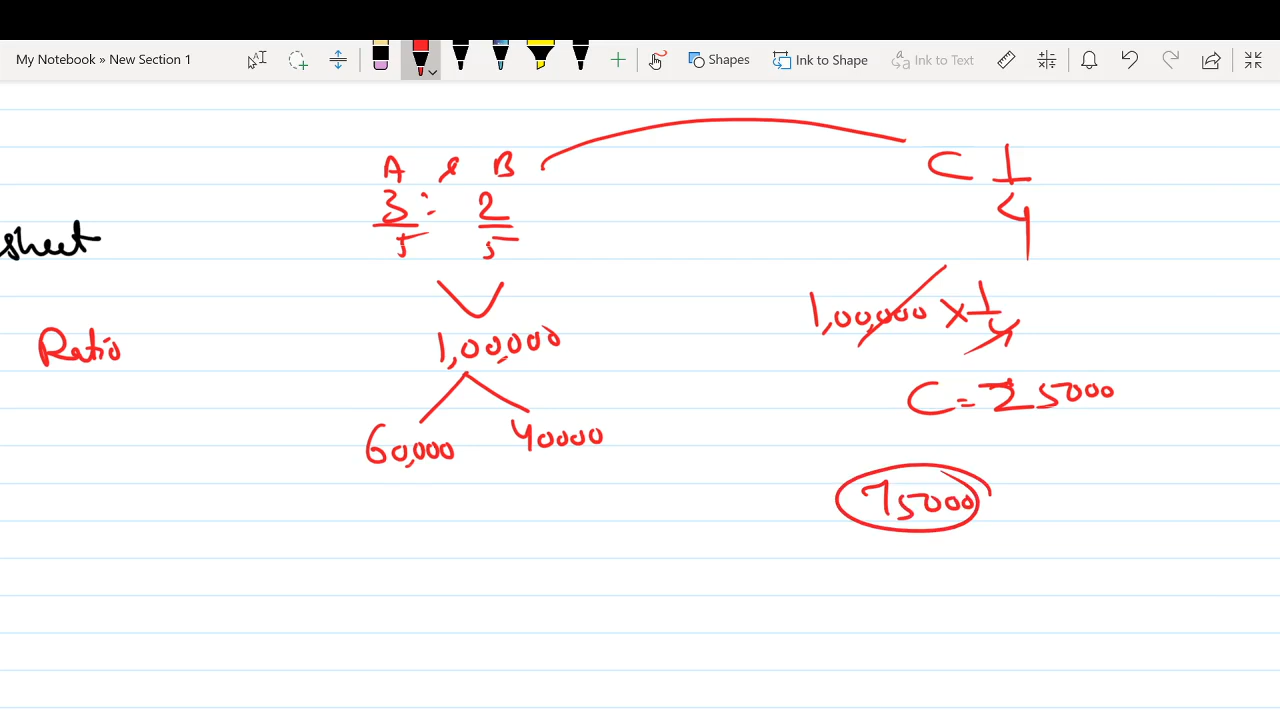 My Notebook » New Section 1
Shapes
Ink to Shape
Ink to Text
A & B
C 1/4
3/5 : 2/5
sheet
1,00,000 × 1/4
Ratio
1,00,000
C = 25000
60,000 40000
75000